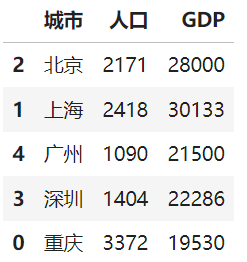 城市 人口 GDP
2 北京 2171 28000
1 上海 2418 30133
4 广州 1090 21500
3 深圳 1404 22286
0 重庆 3372 19530